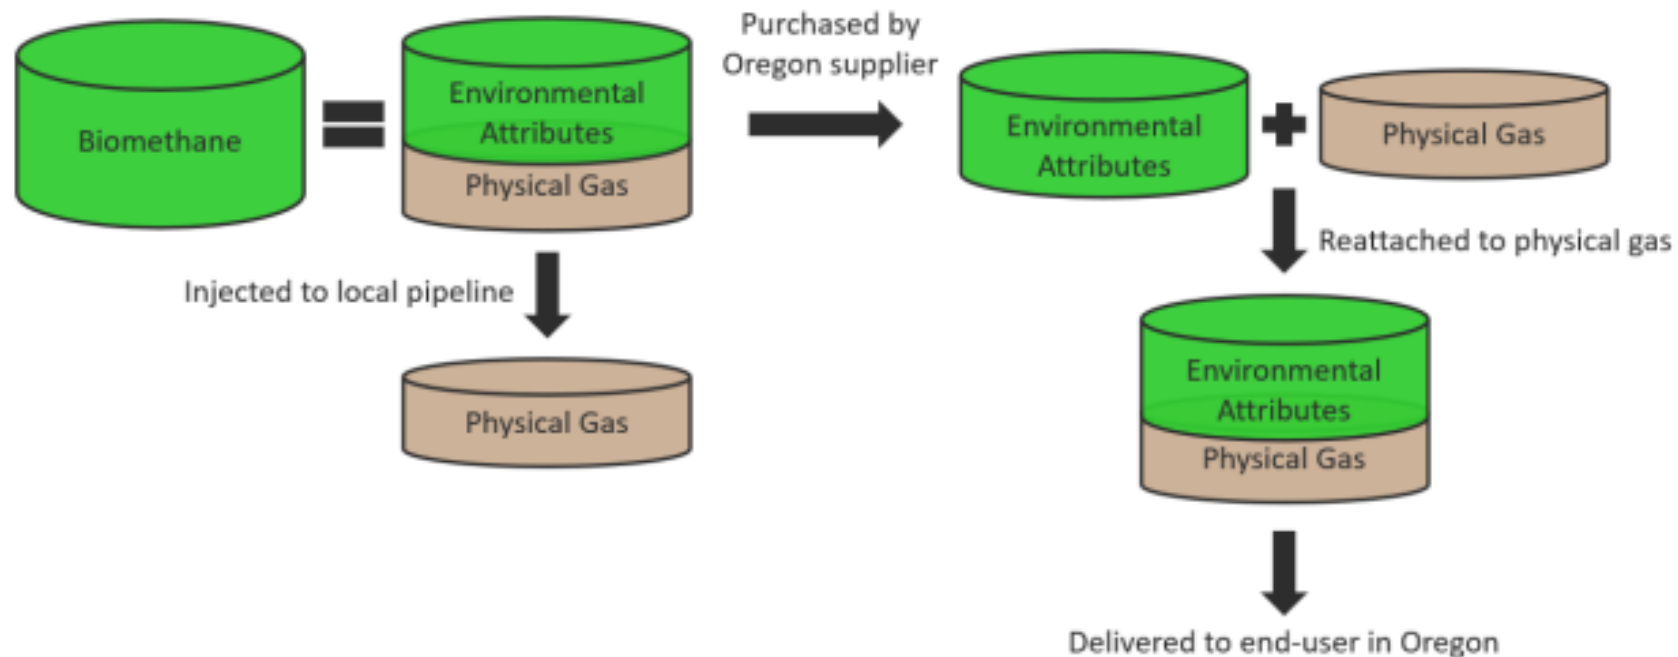 Biomethane
Environmental
Attributes
Physical Gas
Injected to local pipeline
Physical Gas
Purchased by
Oregon supplier
Environmental
Attributes
Physical Gas
Reattached to physical gas
Environmental
Attributes
Physical Gas
Delivered to end-user in Oregon